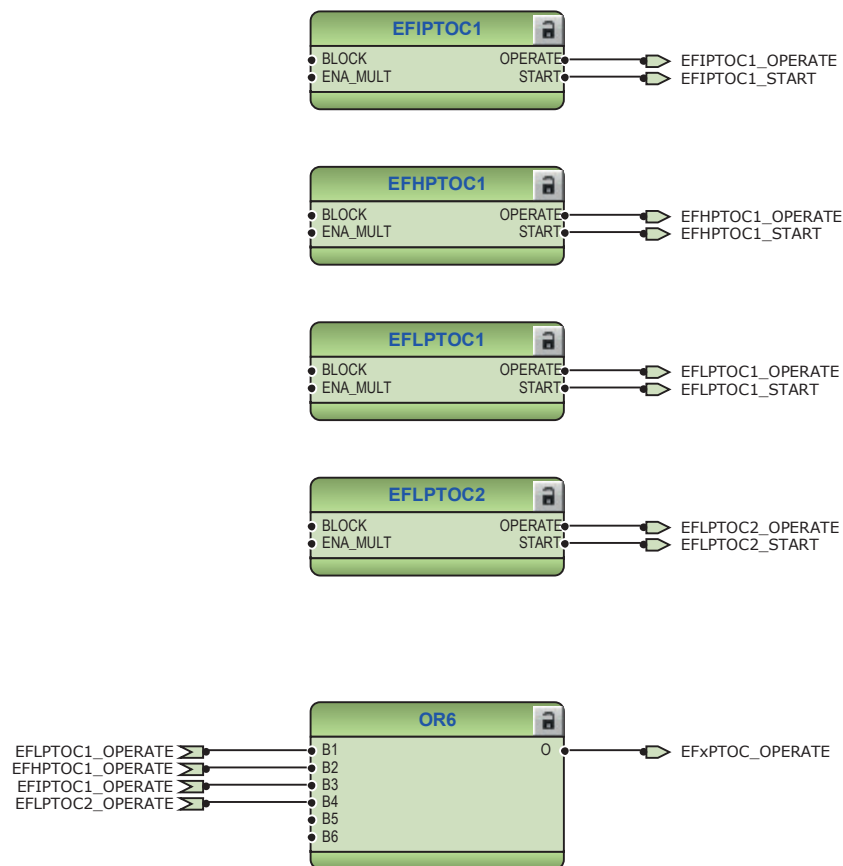 EFIPTOC1
BLOCK OPERATE EFIPTOC1_OPERATE
ENA_MULT START EFIPTOC1_START
EFHPTOC1
BLOCK OPERATE EFHPTOC1_OPERATE
ENA_MULT START EFHPTOC1_START
EFLPTOC1
BLOCK OPERATE EFLPTOC1_OPERATE
ENA_MULT START EFLPTOC1_START
EFLPTOC2
BLOCK OPERATE EFLPTOC2_OPERATE
ENA_MULT START EFLPTOC2_START
OR6
EFLPTOC1_OPERATE B1 O EFxPTOC_OPERATE
EFHPTOC1_OPERATE B2
EFIPTOC1_OPERATE B3
EFLPTOC2_OPERATE B4
B5
B6